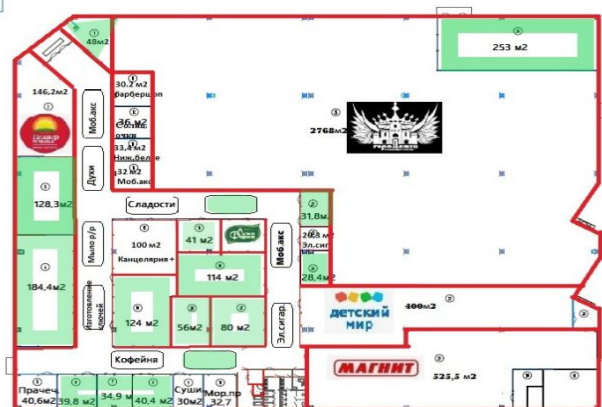 48м2
253 м2
146,2м2
30.2 м2
барбершоп
36 м2
очки
33,4м2
Ниж.белье
32 м2
Моб.акс
Моб.акс
Духи
2768м2
128,3м2
Сладости
31,8м2
Мыло р/р
100 м2
Канцелярия +
41 м2
Моб.акс
Эл.сиг
28,4м2
114 м2
184,4м2
Изготовление
ключей
124 м2
56м2
80 м2
Эл.сигар.
детский
мир
400м2
Кофейня
МАГНИТ
525,5 м2
Прачеч.
40,6м2
39,8 м2
34,9 м
40,4 м2
Суши
30м2
Мор.пр
32,7